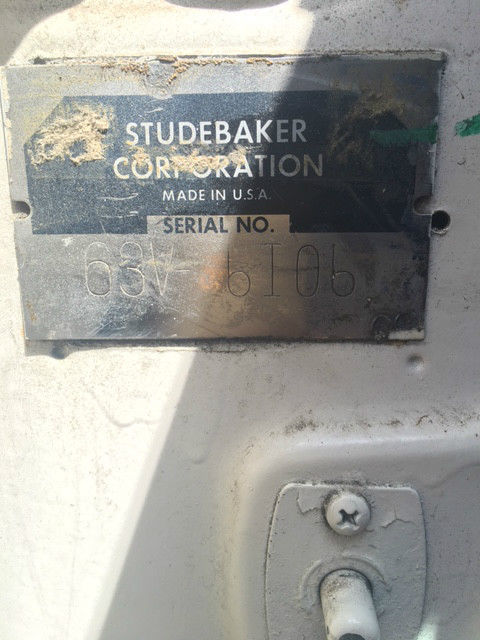 STUDEBAKER
CORPORATION
MADE IN U.S.A.
SERIAL NO.
63V-6106